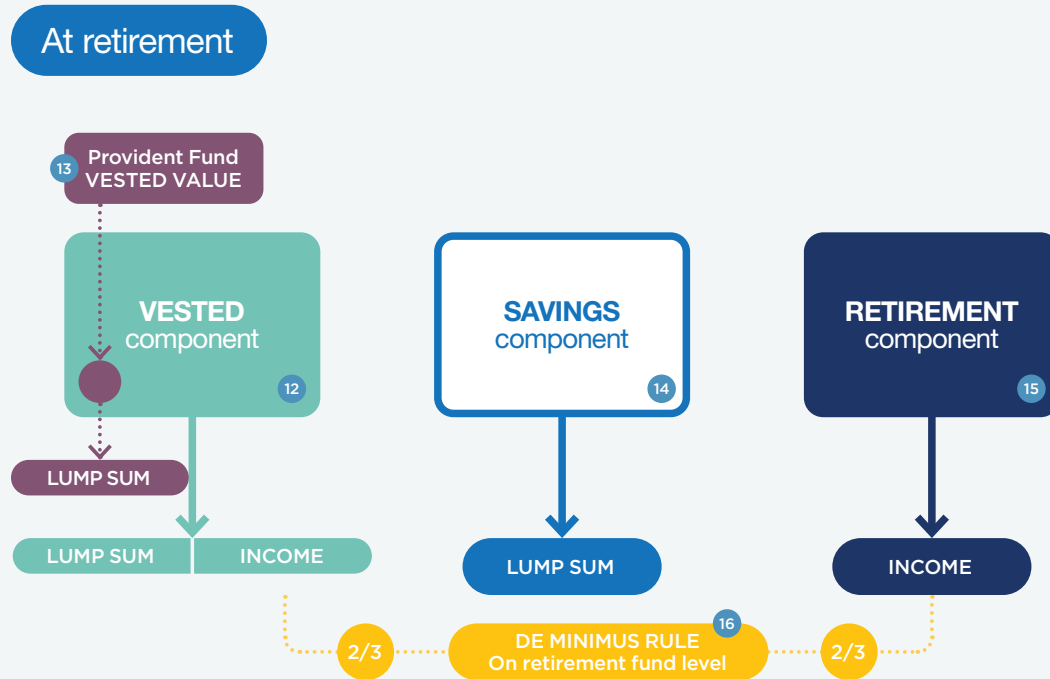 At retirement
13
Provident Fund
VESTED VALUE
VESTED
component
12
SAVINGS
component
14
RETIREMENT
component
15
LUMP SUM
LUMP SUM
INCOME
LUMP SUM
INCOME
16
2/3
DE MINIMUS RULE
On retirement fund level
2/3